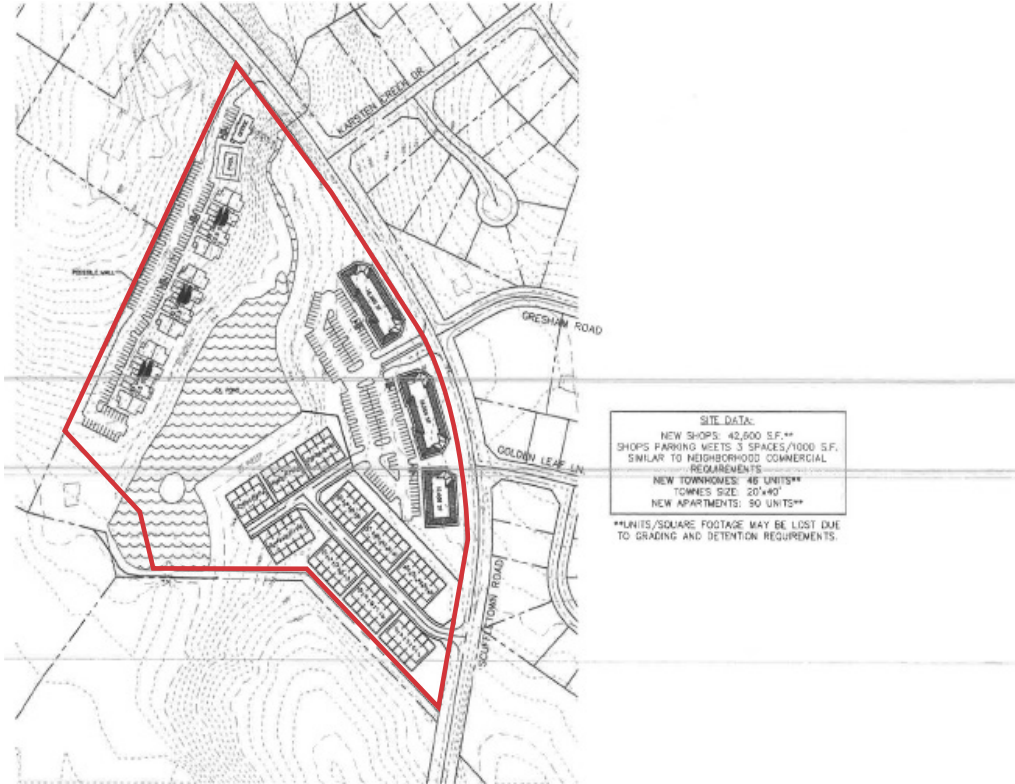 KARSTEN CREEK DR
POSSIBLE WALL
GRESHAM ROAD
GOLDEN LEAF LN
SCUFFLETOWN ROAD
SITE DATA:
NEW SHOPS: 42,600 S.F.**
SHOPS PARKING MEETS 3 SPACES/1000 S.F.
SIMILAR TO NEIGHBORHOOD COMMERCIAL
REQUIREMENTS
NEW TOWNHOMES: 46 UNITS**
TOWNES SIZE: 20'x40'
NEW APARTMENTS: 90 UNITS**
**UNITS/SQUARE FOOTAGE MAY BE LOST DUE
TO GRADING AND DETENTION REQUIREMENTS.